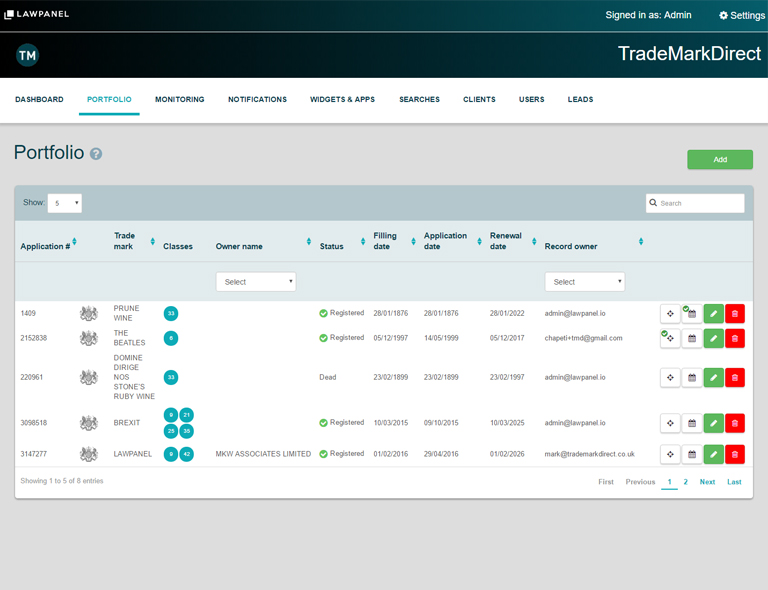 LAWPANEL
Signed in as: Admin
Settings
TM
TradeMarkDirect
DASHBOARD
PORTFOLIO
MONITORING
NOTIFICATIONS
WIDGETS & APPS
SEARCHES
CLIENTS
USERS
LEADS
Portfolio ?
Add
Show: 5
Search
Application #
Trade
mark
Classes
Owner name
Status
Filling
date
Application
date
Renewal
date
Record owner
Select
Select
1409
PRUNE
WINE
33
Registered
28/01/1876
28/01/1876
28/01/2022
admin@lawpanel.io
2152838
THE
BEATLES
6
Registered
05/12/1997
14/05/1999
05/12/2017
chapeti+tmd@gmail.com
220961
DOMINE
DIRIGE
NOS
STONE'S
RUBY WINE
33
Dead
23/02/1899
23/02/1899
23/02/1997
admin@lawpanel.io
3098518
BREXIT
9 21
25 35
Registered
10/03/2015
09/10/2015
10/03/2025
admin@lawpanel.io
3147277
LAWPANEL
9 42
MKW ASSOCIATES LIMITED
Registered
01/02/2016
29/04/2016
01/02/2026
mark@trademarkdirect.co.uk
Showing 1 to 5 of 8 entries
First Previous 1 2 Next Last